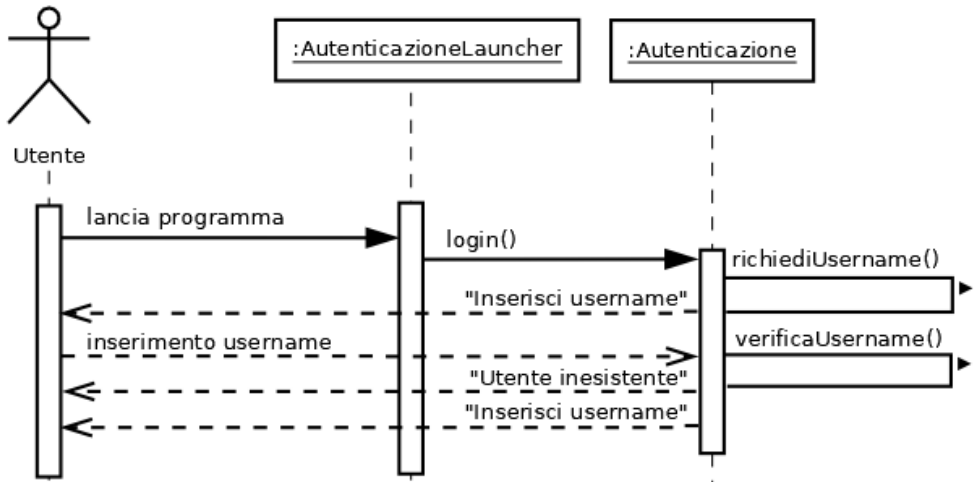 :AutenticazioneLauncher
:Autenticazione
Utente
lancia programma
login()
richiediUsername()
"Inserisci username"
inserimento username
verificaUsername()
"Utente inesistente"
"Inserisci username"